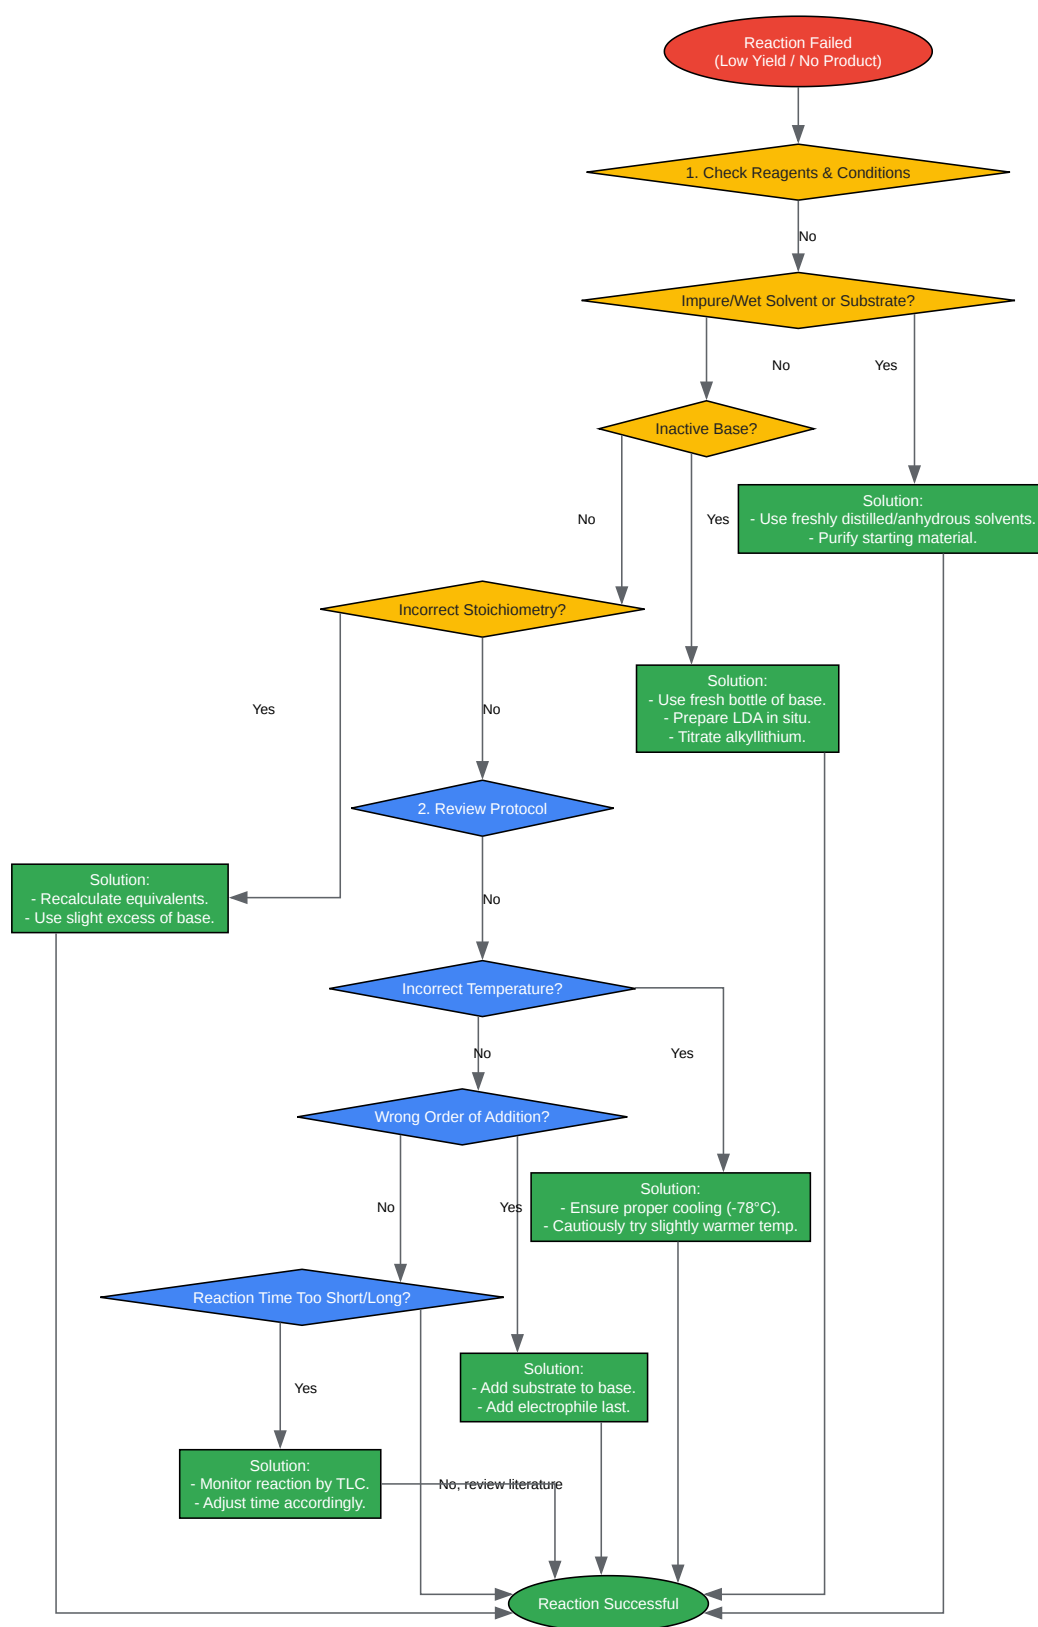 Reaction Failed
(Low Yield / No Product)
1. Check Reagents & Conditions
No
Impure/Wet Solvent or Substrate?
No
Yes
Inactive Base?
Solution:
- Use freshly distilled/anhydrous solvents.
- Purify starting material.
No
Yes
Incorrect Stoichiometry?
Solution:
- Use fresh bottle of base.
- Prepare LDA in situ.
- Titrate alkyllithium.
Yes
No
2. Review Protocol
Solution:
- Recalculate equivalents.
- Use slight excess of base.
No
Incorrect Temperature?
No
Yes
Wrong Order of Addition?
Solution:
- Ensure proper cooling (-78°C).
- Cautiously try slightly warmer temp.
No
Yes
Reaction Time Too Short/Long?
Solution:
- Add substrate to base.
- Add electrophile last.
Yes
Solution:
- Monitor reaction by TLC.
- Adjust time accordingly.
No, review literature
Reaction Successful